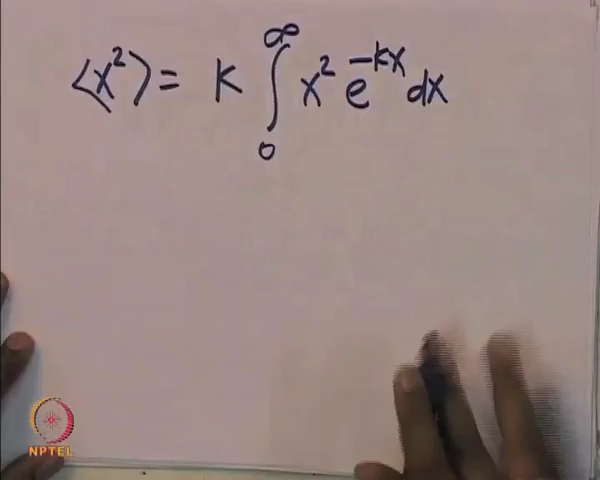 ⟨x²⟩ = k ∫₀^∞ x² e^{-kx} dx
NPTEL